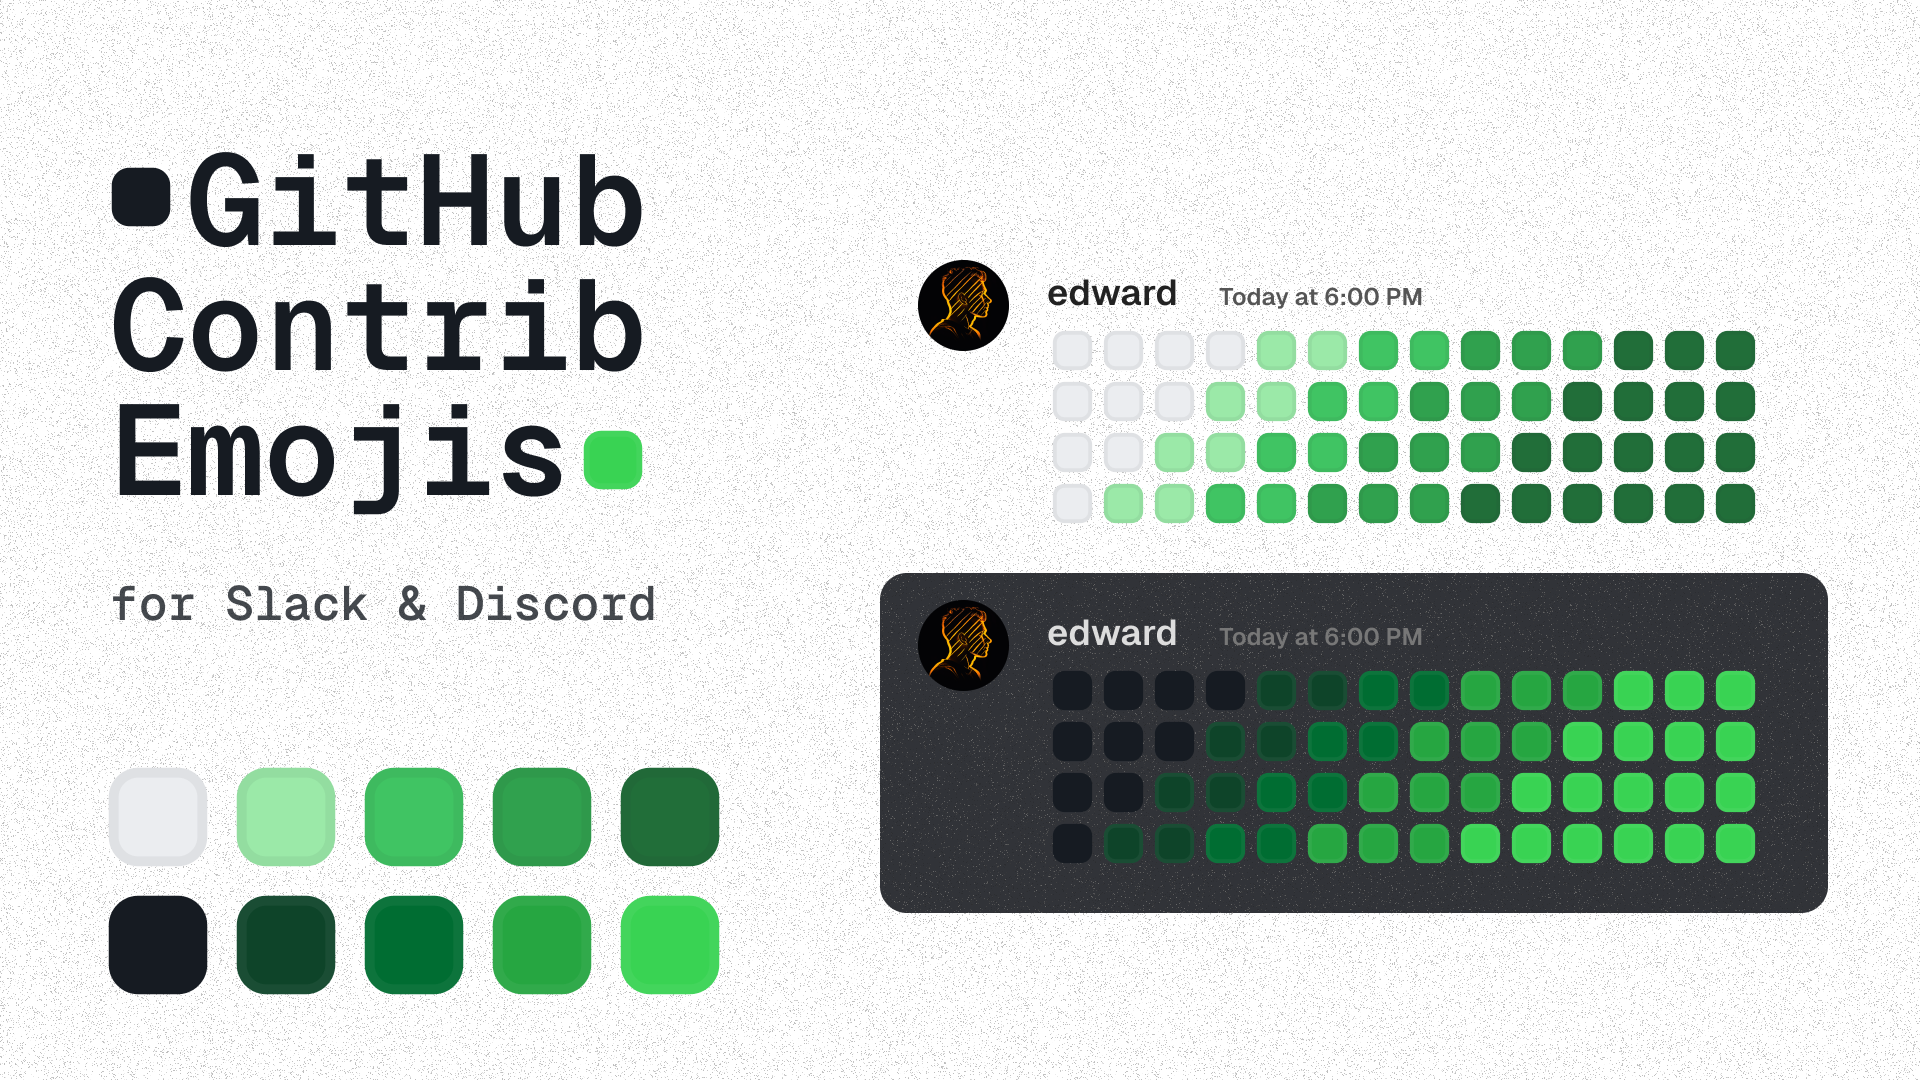 GitHub
Contrib
Emojis
for Slack & Discord
edward Today at 6:00 PM
edward Today at 6:00 PM